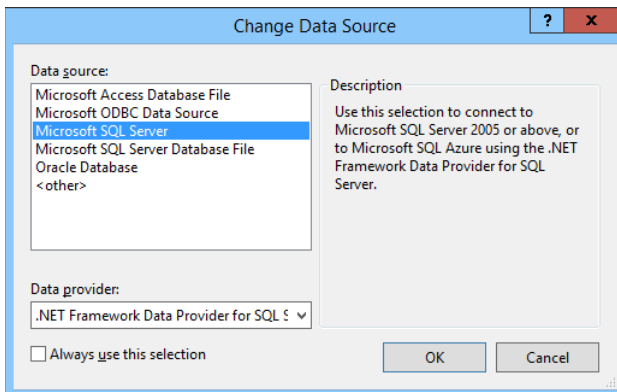 Change Data Source
?
x
Data source:
Microsoft Access Database File
Microsoft ODBC Data Source
Microsoft SQL Server
Microsoft SQL Server Database File
Oracle Database
<other>
Description
Use this selection to connect to
Microsoft SQL Server 2005 or above, or
to Microsoft SQL Azure using the .NET
Framework Data Provider for SQL
Server.
Data provider:
.NET Framework Data Provider for SQL S
Always use this selection
OK
Cancel